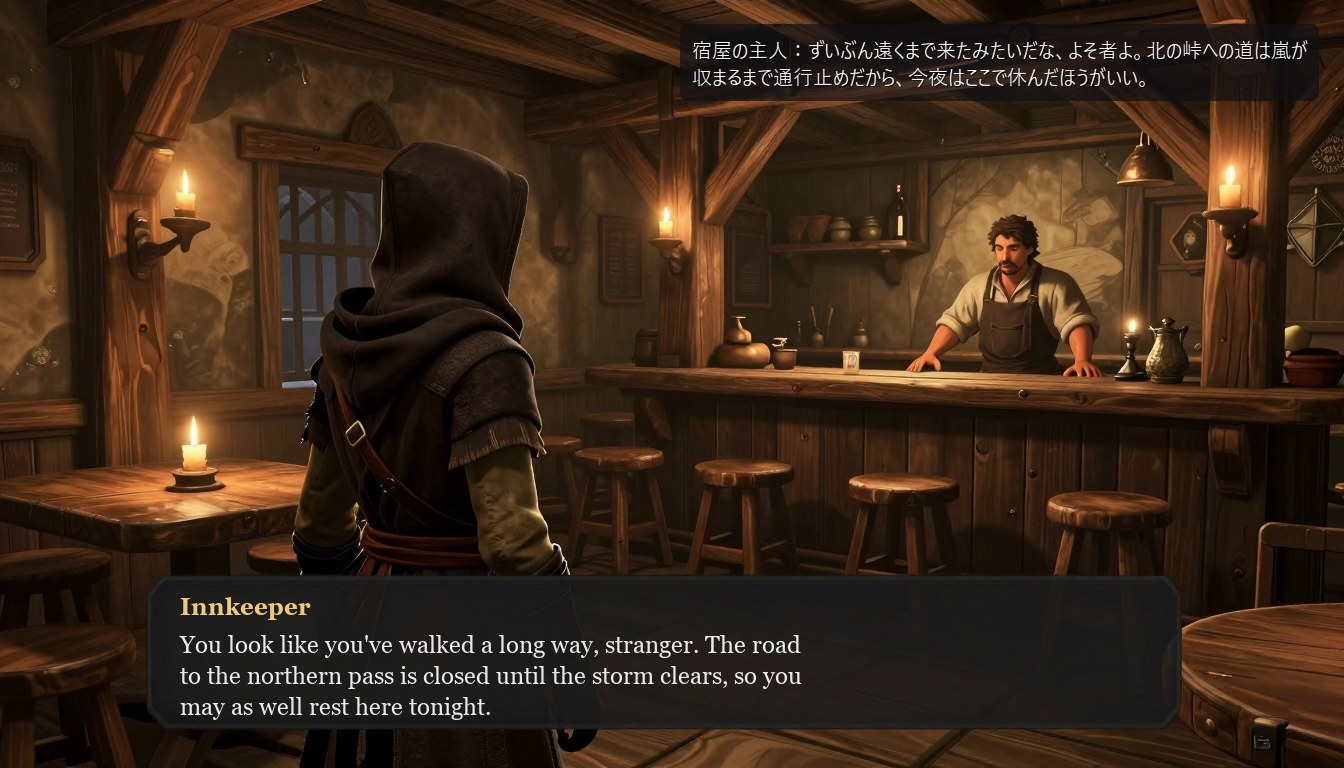 宿屋の主人：ずいぶん遠くまで来たみたいだな、よそ者よ。北の峠への道は嵐が
収まるまで通行止めだから、今夜はここで休んだほうがいい。
Innkeeper
You look like you've walked a long way, stranger. The road
to the northern pass is closed until the storm clears, so you
may as well rest here tonight.